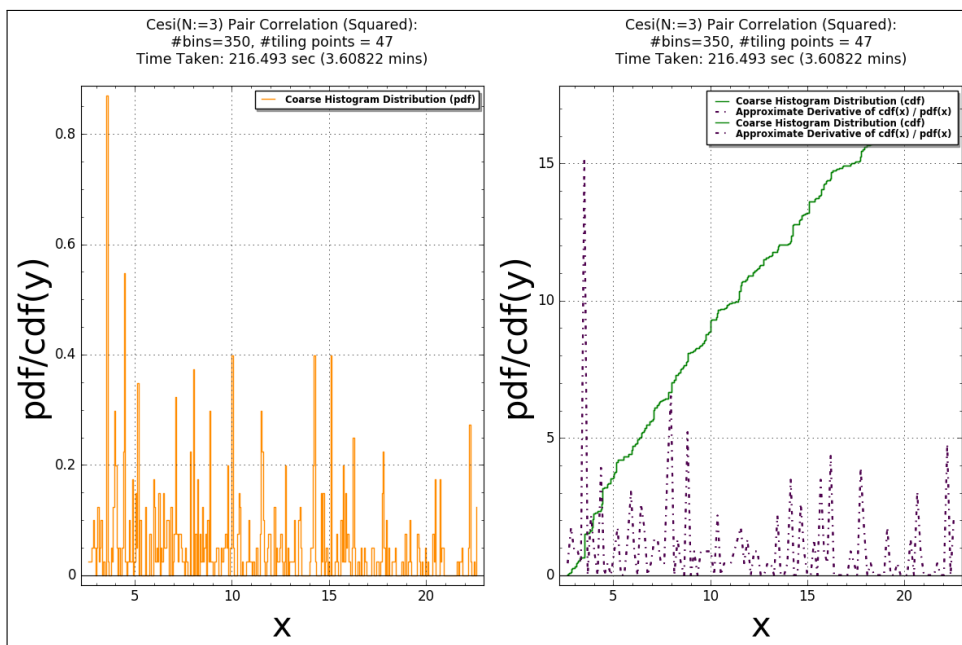 Cesi(N:=3) Pair Correlation (Squared):
#bins=350, #tiling points = 47
Time Taken: 216.493 sec (3.60822 mins)
Coarse Histogram Distribution (pdf)
0.8
0.6
0.4
0.2
0
5
10
15
20
pdf/cdf(y)
x
Cesi(N:=3) Pair Correlation (Squared):
#bins=350, #tiling points = 47
Time Taken: 216.493 sec (3.60822 mins)
Coarse Histogram Distribution (cdf)
Approximate Derivative of cdf(x) / pdf(x)
Coarse Histogram Distribution (cdf)
Approximate Derivative of cdf(x) / pdf(x)
15
10
5
0
5
10
15
20
pdf/cdf(y)
x